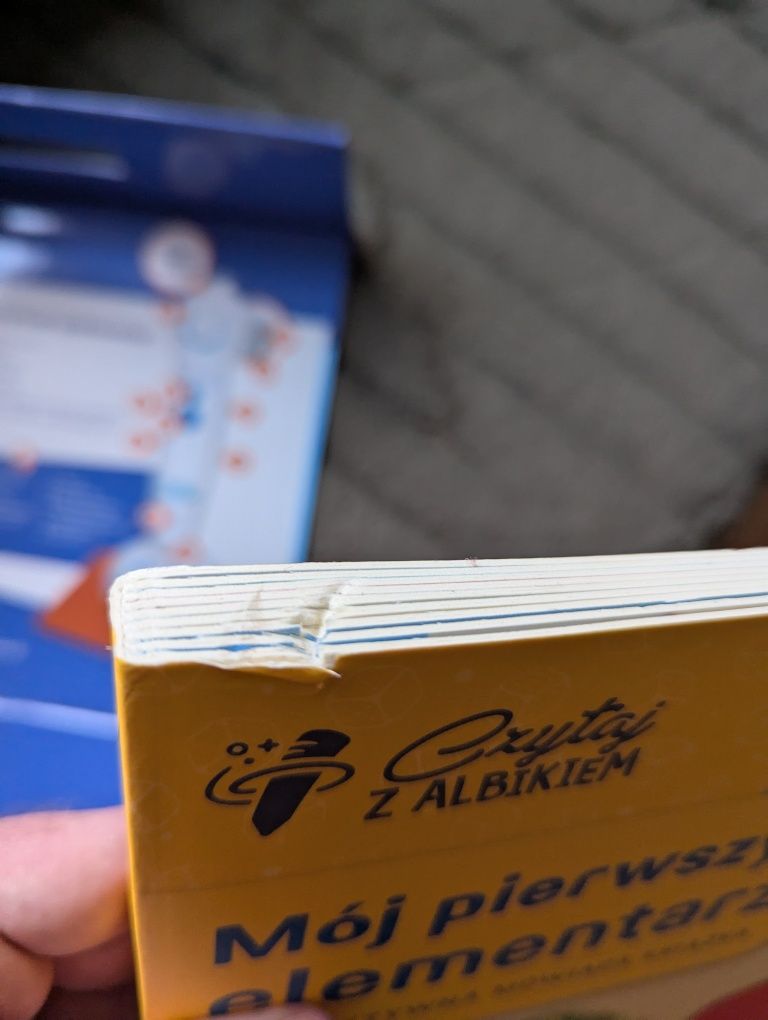 Czytaj
Z ALBIKIEM
Mój pierwszy
elementarz